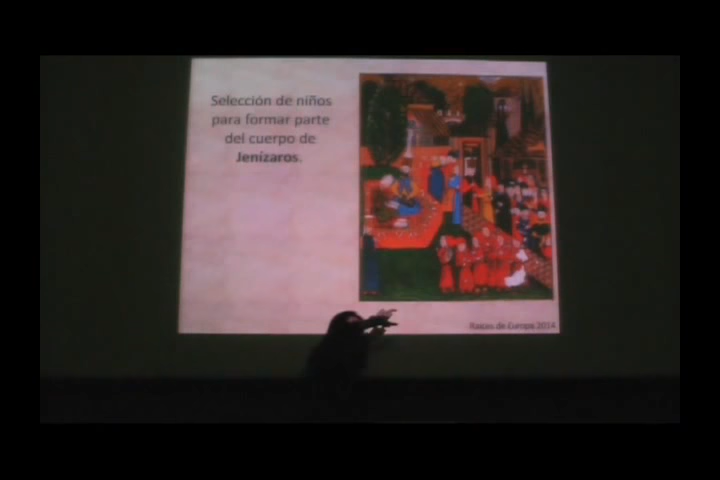 Selección de niños
para formar parte
del cuerpo de
Jenízaros.
Raíces de Europa 2014